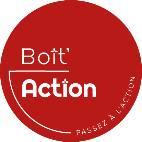 Boît'
Action
PASSEZ À L'ACTION